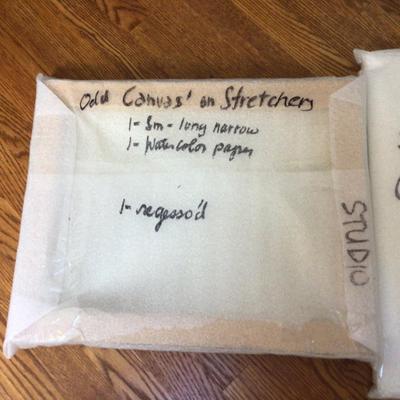 Odd Canvas' on Stretchers
1- Sm - long narrow
1- Watercolor paper
1- regesso'd
STUDIO